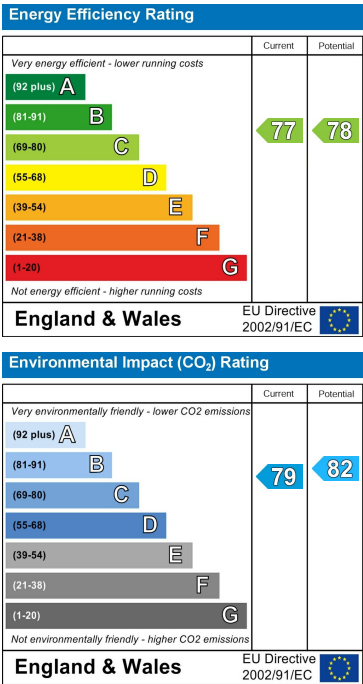 Energy Efficiency Rating
Current Potential
Very energy efficient - lower running costs
(92 plus) A
(81-91) B
(69-80) C
77 78
(55-68) D
(39-54) E
(21-38) F
(1-20) G
Not energy efficient - higher running costs
England & Wales
EU Directive
2002/91/EC
Environmental Impact (CO₂) Rating
Current Potential
Very environmentally friendly - lower CO2 emissions
(92 plus) A
(81-91) B
82
(69-80) C
79
(55-68) D
(39-54) E
(21-38) F
(1-20) G
Not environmentally friendly - higher CO2 emissions
England & Wales
EU Directive
2002/91/EC